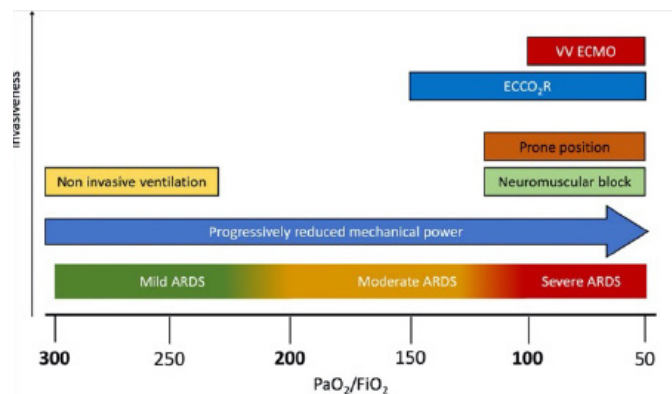 Invasiveness
VV ECMO
ECCO₂R
Prone position
Non invasive ventilation
Neuromuscular block
Progressively reduced mechanical power
Mild ARDS
Moderate ARDS
Severe ARDS
300
250
200
150
100
50
PaO₂/FiO₂